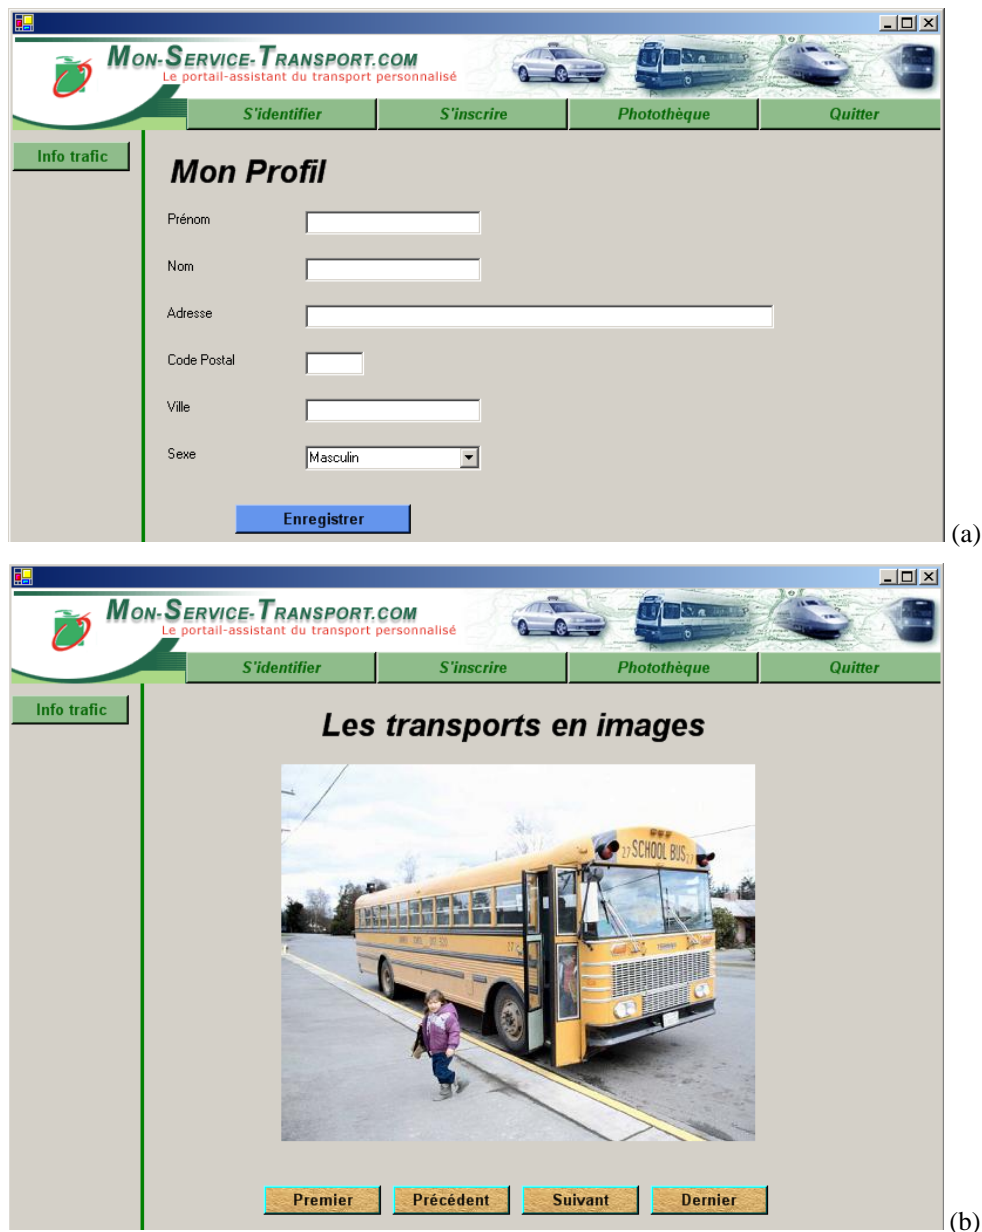 MON-SERVICE-TRANSPORT.COM
Le portail-assistant du transport personnalisé
S'identifier S'inscrire Photothèque Quitter
Info trafic
Mon Profil
Prénom
Nom
Adresse
Code Postal
Ville
Sexe Masculin
Enregistrer
(a)
MON-SERVICE-TRANSPORT.COM
Le portail-assistant du transport personnalisé
S'identifier S'inscrire Photothèque Quitter
Info trafic
Les transports en images
27 SCHOOL BUS 27
Premier Précédent Suivant Dernier
(b)